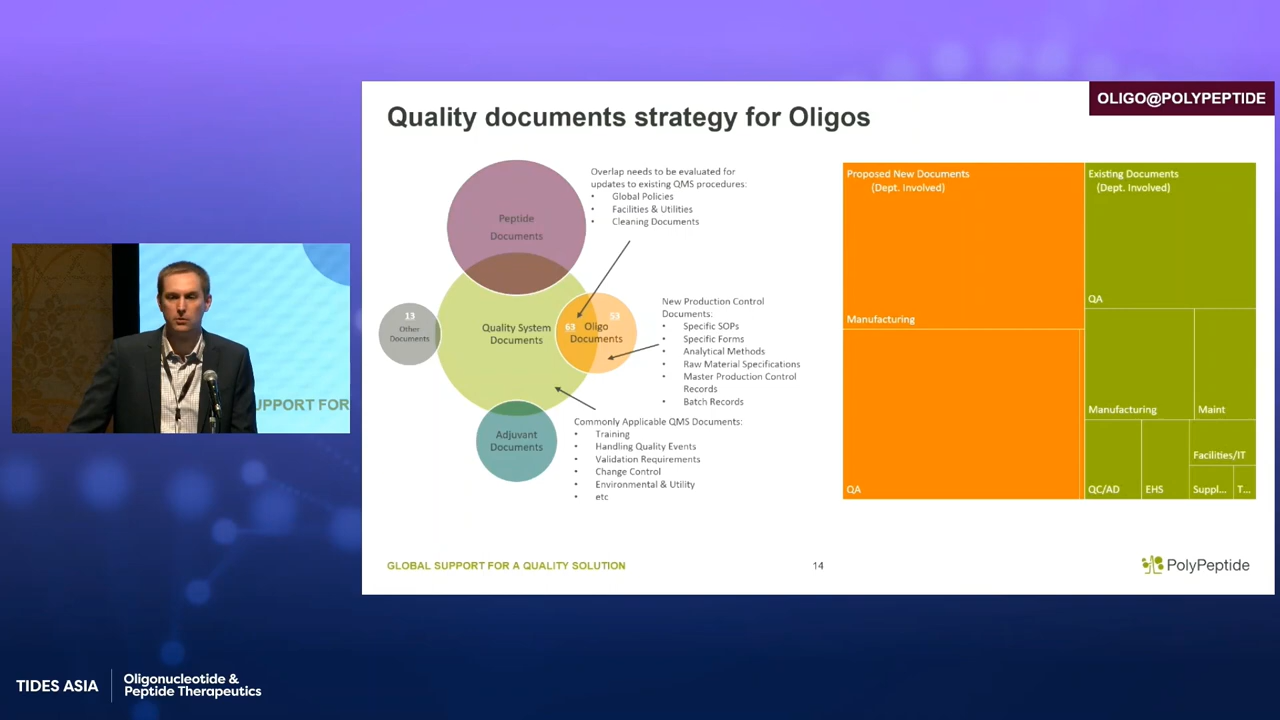 OLIGO@POLYPEPTIDE
Quality documents strategy for Oligos
Peptide
Documents
Overlap needs to be evaluated for
updates to existing QMS procedures:
• Global Policies
• Facilities & Utilities
• Cleaning Documents
13
Other
Documents
Quality System
Documents
63
53
Oligo
Documents
New Production Control
Documents:
• Specific SOPs
• Specific Forms
• Analytical Methods
• Raw Material Specifications
• Master Production Control
Records
• Batch Records
Adjuvant
Documents
Commonly Applicable QMS Documents:
• Training
• Handling Quality Events
• Validation Requirements
• Change Control
• Environmental & Utility
• etc
Proposed New Documents
(Dept. Involved)
Manufacturing
QA
Existing Documents
(Dept. Involved)
QA
Manufacturing
Maint
QC/AD
EHS
Facilities/IT
Suppl...
T...
GLOBAL SUPPORT FOR A QUALITY SOLUTION
14
PolyPeptide
UPPORT FOR
TIDES ASIA
Oligonucleotide &
Peptide Therapeutics